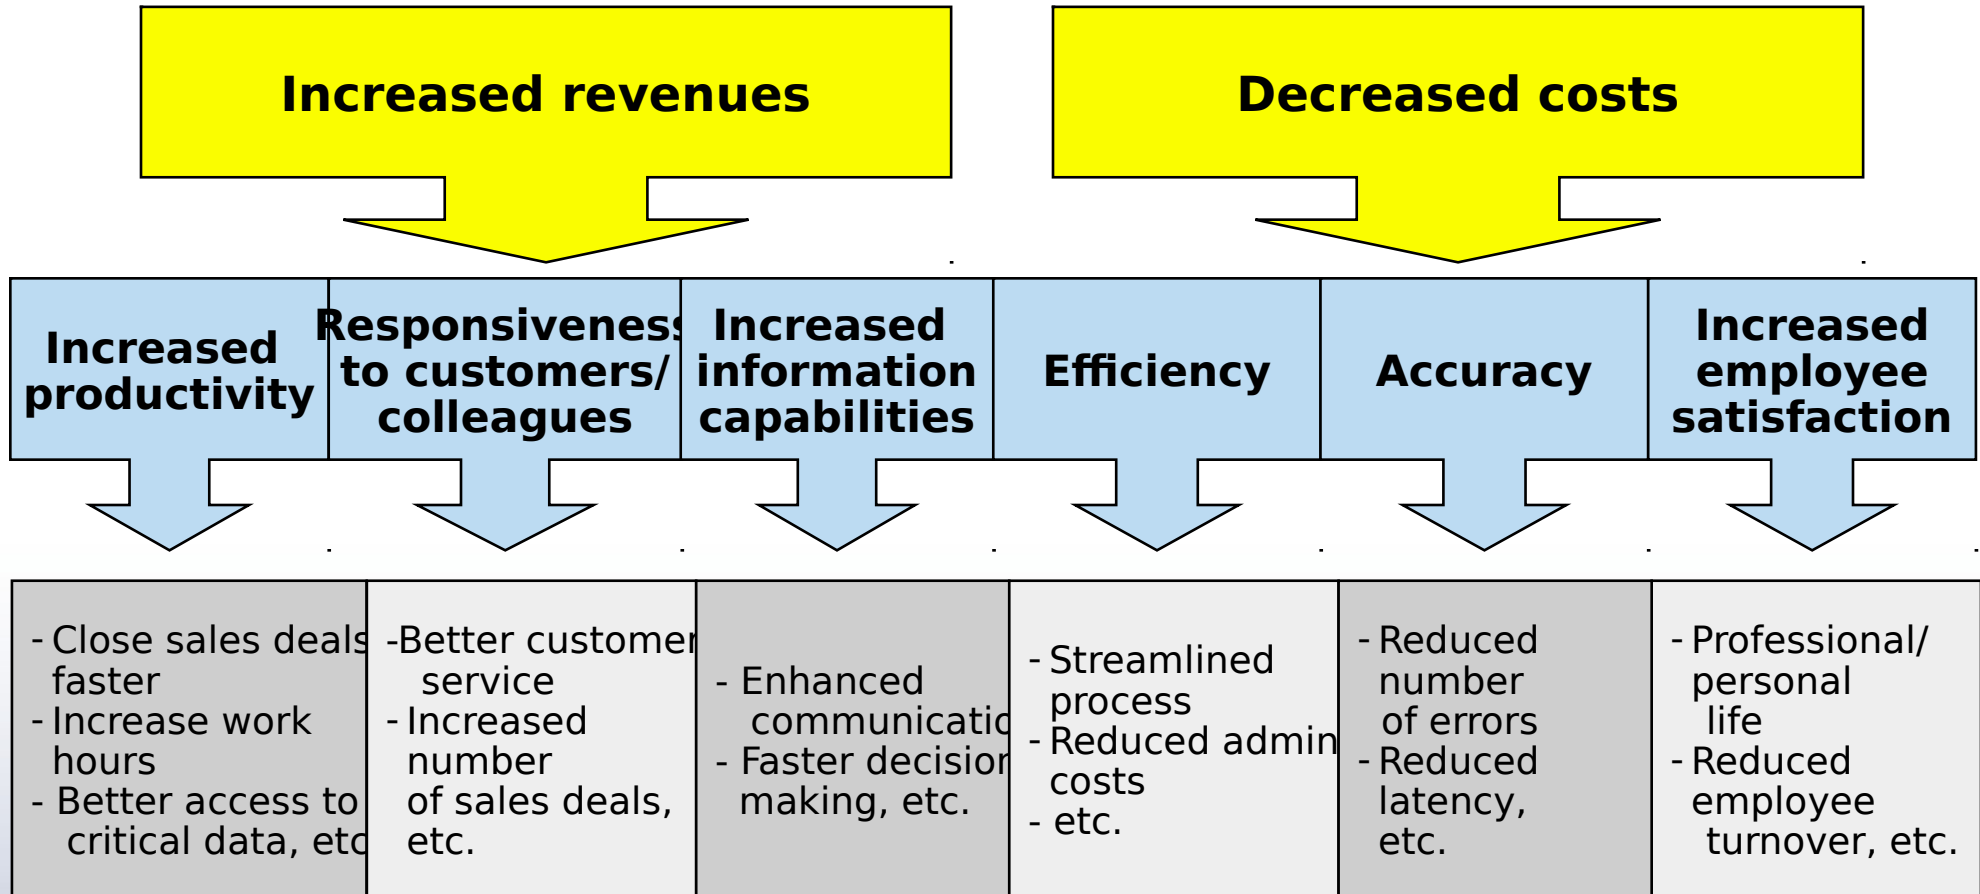 Increased revenues
Decreased costs
Increased
productivity
Responsiveness
to customers/
colleagues
Increased
information
capabilities
Efficiency
Accuracy
Increased
employee
satisfaction
- Close sales deals
faster
- Increase work
hours
- Better access to
critical data, etc
-Better customer
service
- Increased
number
of sales deals,
etc.
- Enhanced
communicatio
- Faster decision
making, etc.
- Streamlined
process
- Reduced admin
costs
- etc.
- Reduced
number
of errors
- Reduced
latency,
etc.
- Professional/
personal
life
- Reduced
employee
turnover, etc.